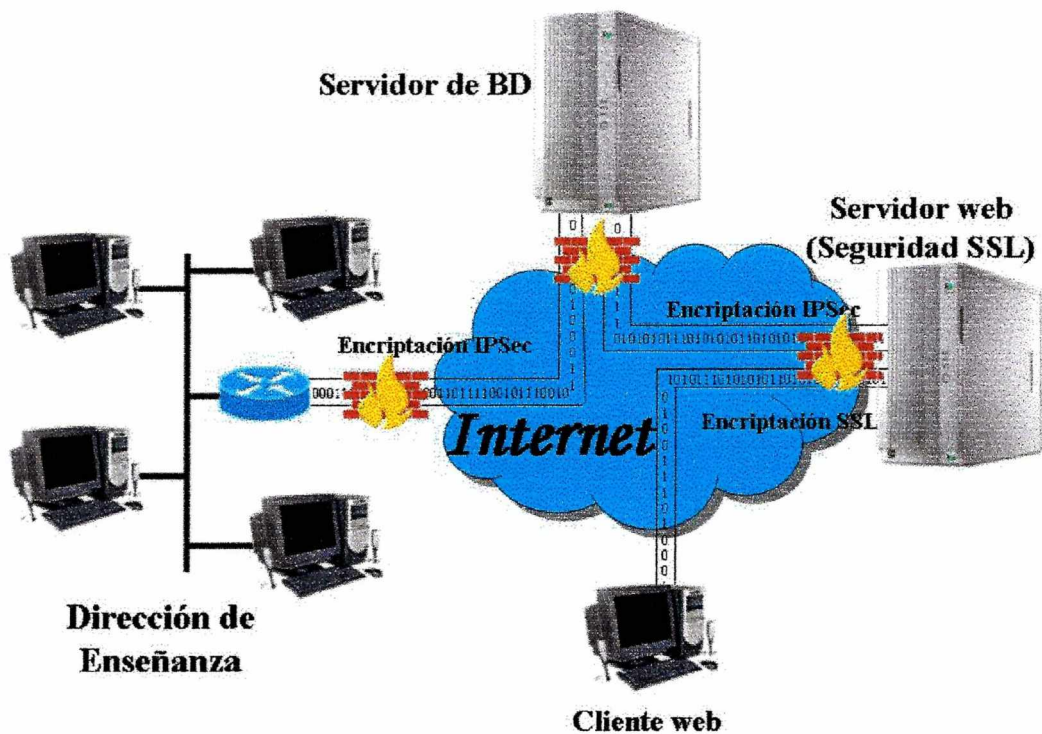 Servidor de BD
Servidor web
(Seguridad SSL)
Encriptación IPSec
Encriptación IPSec
Encriptación SSL
Internet
Dirección de
Enseñanza
Cliente web